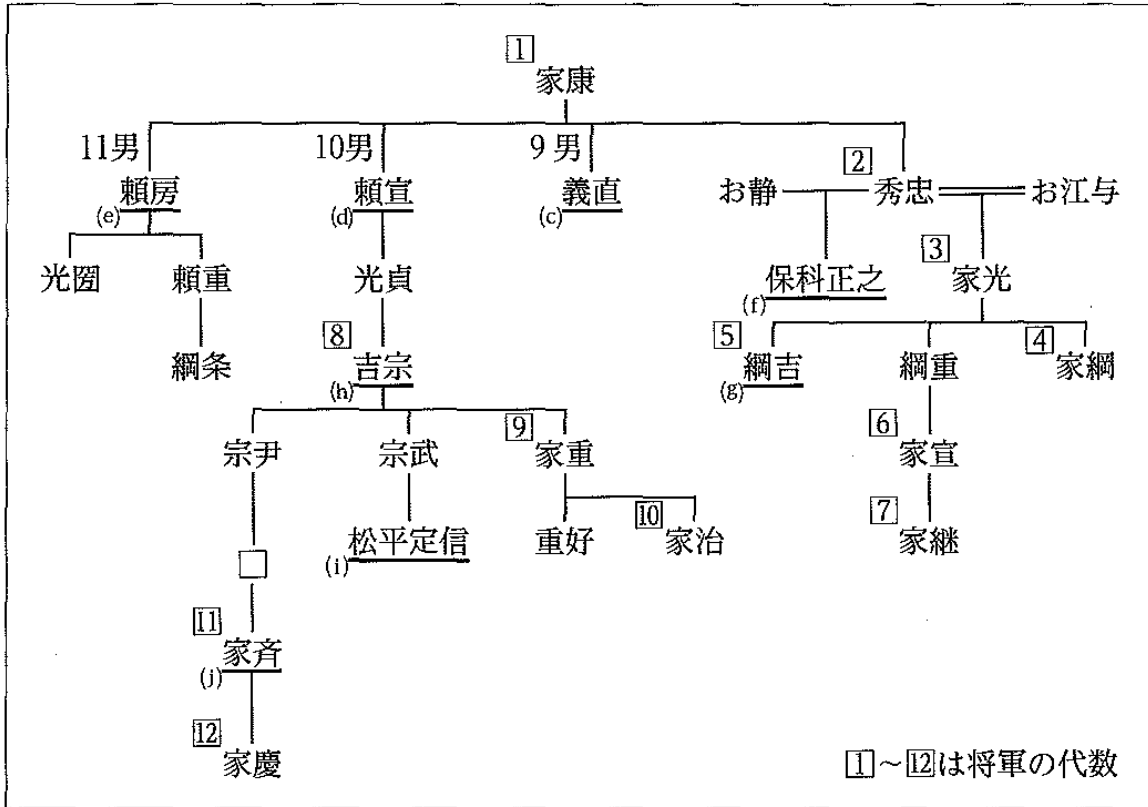 1
家康
11男 10男 9男 2
頼房 頼宣 義直 お静 秀忠 お江与
(e) (d) (c)
3
光圀 頼重 光貞 保科正之 家光
(f)
8 5 4
綱条 吉宗 綱吉 綱重 家綱
(h) (g)
9 6
宗尹 宗武 家重 家宣
10 7
松平定信 重好 家治 家継
(i)
11
家斉
(j)
12
家慶
1~12は将軍の代数